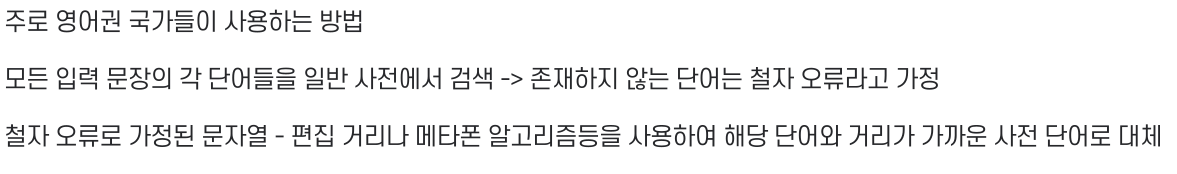 주로 영어권 국가들이 사용하는 방법
모든 입력 문장의 각 단어들을 일반 사전에서 검색 -> 존재하지 않는 단어는 철자 오류라고 가정
철자 오류로 가정된 문자열 - 편집 거리나 메타폰 알고리즘등을 사용하여 해당 단어와 거리가 가까운 사전 단어로 대체